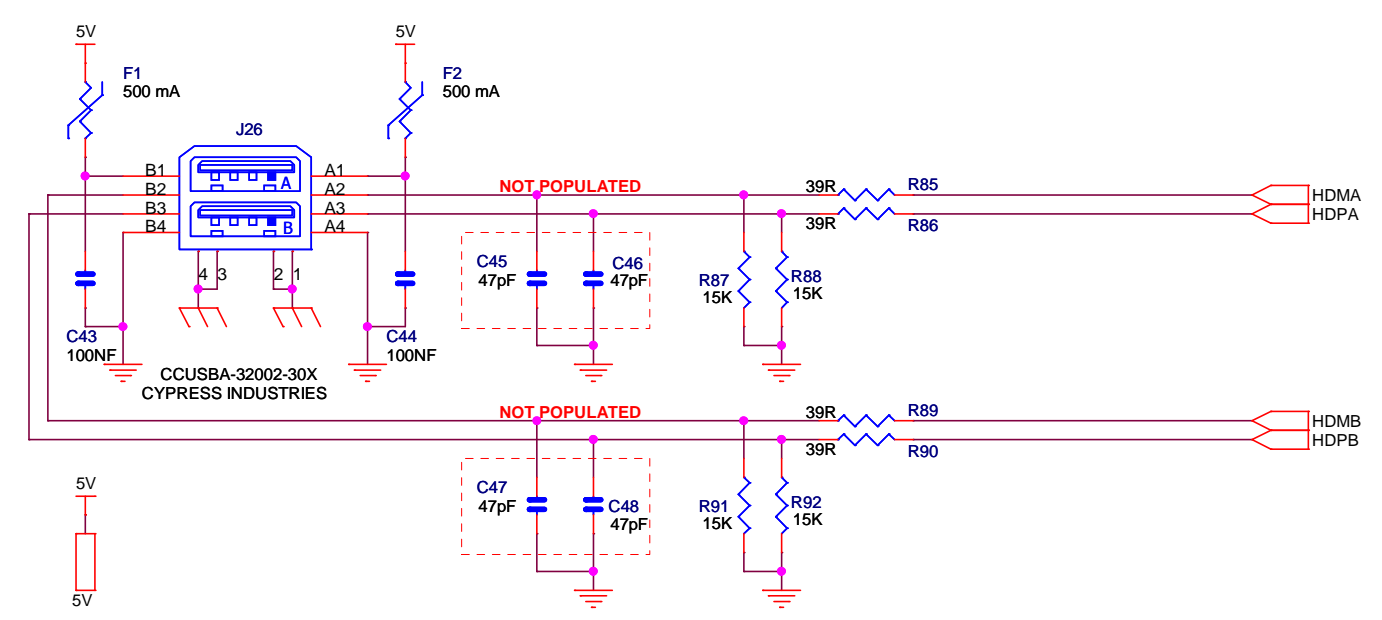 5V
5V
F1
500 mA
F2
500 mA
J26
B1
B2
B3
B4
A
B
A1
A2
A3
A4
4
3
2
1
C43
100NF
C44
100NF
CCUSBA-32002-30X
CYPRESS INDUSTRIES
NOT POPULATED
C45
47pF
C46
47pF
R87
15K
R88
15K
39R
R85
39R
R86
HDMA
HDPA
NOT POPULATED
C47
47pF
C48
47pF
R91
15K
R92
15K
39R
R89
39R
R90
HDMB
HDPB
5V
5V